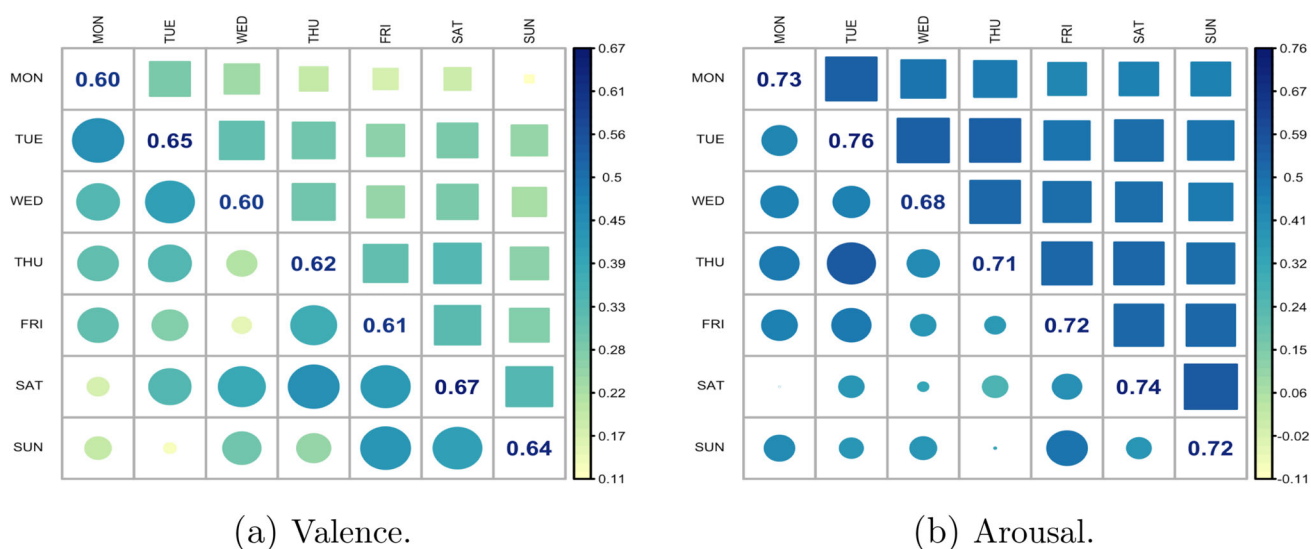 MON TUE WED THU FRI SAT SUN
MON 0.60
TUE 0.65
WED 0.60
THU 0.62
FRI 0.61
SAT 0.67
SUN 0.64
0.67
0.61
0.56
0.5
0.45
0.39
0.33
0.28
0.22
0.17
0.11
(a) Valence.
MON TUE WED THU FRI SAT SUN
MON 0.73
TUE 0.76
WED 0.68
THU 0.71
FRI 0.72
SAT 0.74
SUN 0.72
0.76
0.67
0.59
0.5
0.41
0.32
0.24
0.15
0.06
-0.02
-0.11
(b) Arousal.